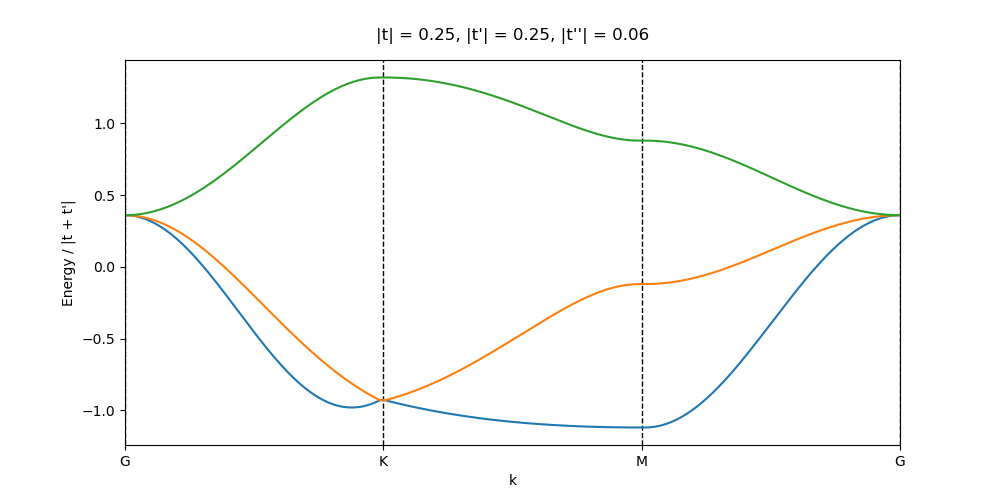 |t| = 0.25, |t'| = 0.25, |t''| = 0.06
Energy / |t + t'|
1.0
0.5
0.0
−0.5
−1.0
G K M G
k